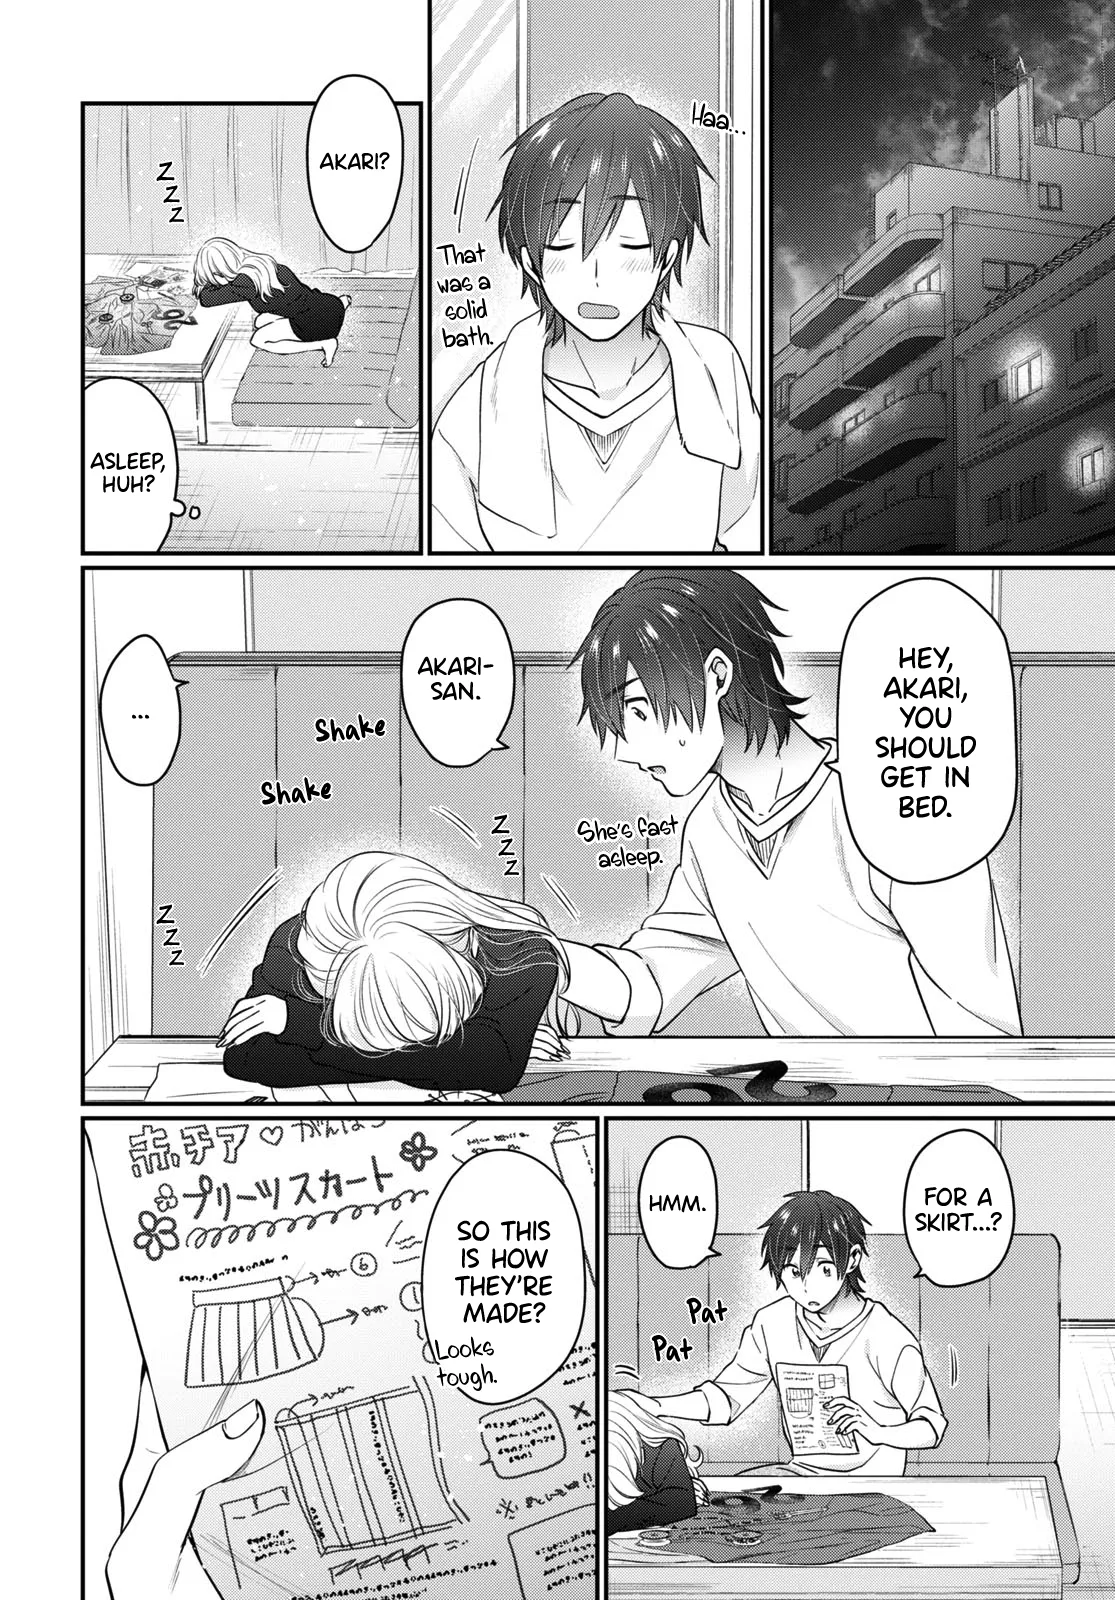 Haa...
That
was a
solid
bath.
AKARI?
Z
Z
Z
ASLEEP,
HUH?
HEY,
AKARI,
YOU
SHOULD
GET IN
BED.
AKARI-
SAN.
She's fast
asleep.
Shake
Shake
Z
Z
Z
...
Z
Z
Z
FOR A
SKIRT...?
HMM.
Pat
Pat
SO THIS
IS HOW
THEY'RE
MADE?
Looks
tough.
赤チア♡がんばっ
プリーツスカート
⑥